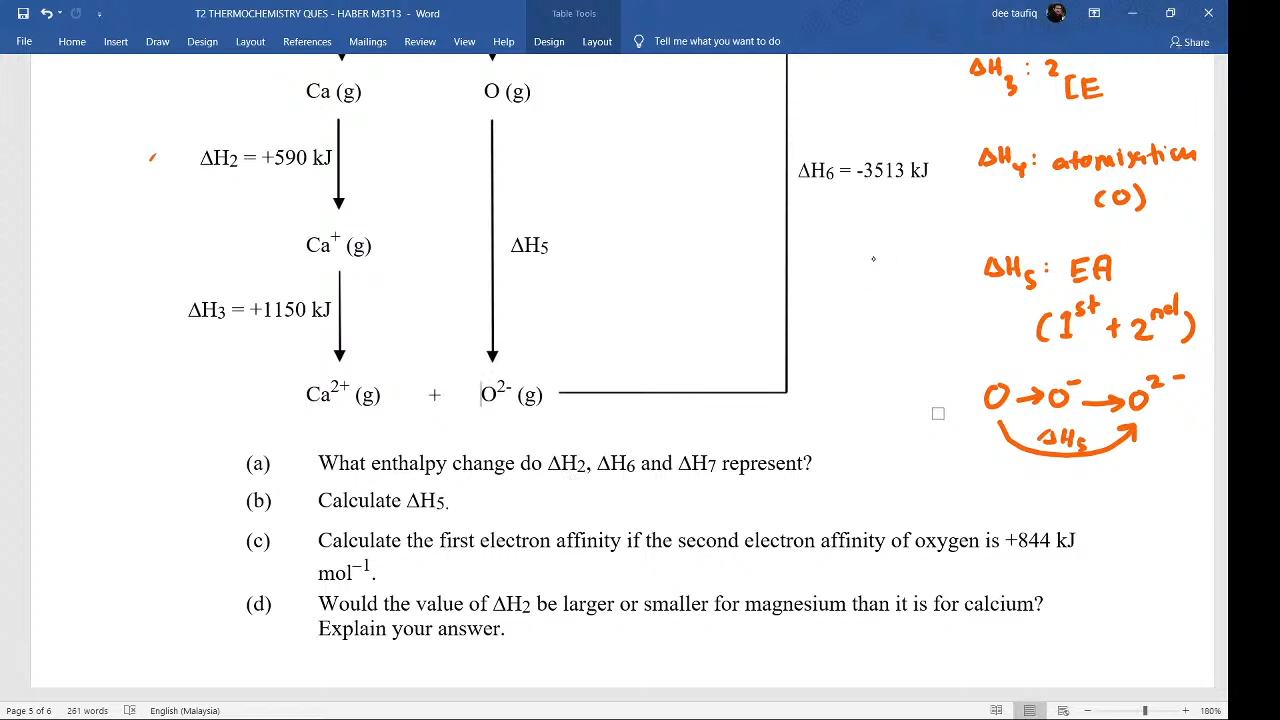 T2 THERMOCHEMISTRY QUES - HABER M3T13 - Word
Table Tools
dee taufiq
File Home Insert Draw Design Layout References Mailings Review View Help Design Layout Tell me what you want to do Share
ΔH3 : 2 IE
Ca (g) O (g)
ΔH2 = +590 kJ
ΔH4 : atomisation
ΔH6 = -3513 kJ
(O)
Ca+ (g) ΔH5
ΔH5 : EA
ΔH3 = +1150 kJ
(1st + 2nd)
Ca2+ (g) + O2- (g)
O → O- → O2-
ΔH5
(a) What enthalpy change do ΔH2, ΔH6 and ΔH7 represent?
(b) Calculate ΔH5.
(c) Calculate the first electron affinity if the second electron affinity of oxygen is +844 kJ
mol−1.
(d) Would the value of ΔH2 be larger or smaller for magnesium than it is for calcium?
Explain your answer.
Page 5 of 6 261 words English (Malaysia) 180%